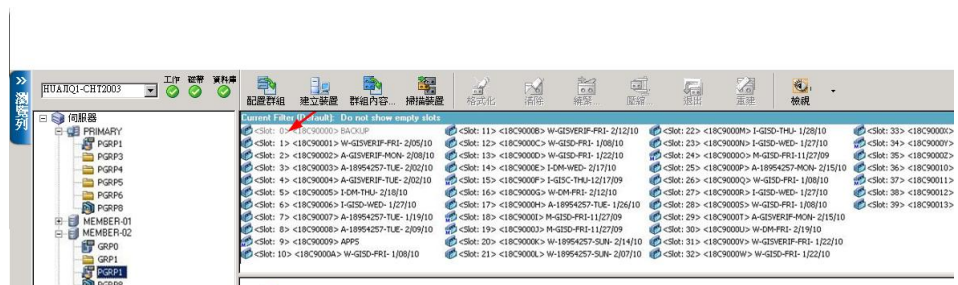 瀏覽列
HUAJIQ1-CHT2003
工作 磁帶 資料庫
配置群組 建立裝置 群組內容... 掃描裝置 格式化 清除 壓縮... 退出 重建 檢視
伺服器
PRIMARY
PGRP1
PGRP3
PGRP4
PGRP5
PGRP6
PGRP8
MEMBER-01
MEMBER-02
GRP0
GRP1
PGRP1
PGRP8
Current Filter (Default): Do not show empty slots
<Slot: 0> <18C90000> BACKUP
<Slot: 1> <18C90001> W-GISVERIF-FRI- 2/05/10
<Slot: 2> <18C90002> A-GISVERIF-MON- 2/08/10
<Slot: 3> <18C90003> A-18954257-TUE- 2/02/10
<Slot: 4> <18C90004> A-GISVERIF-TUE- 2/02/10
<Slot: 5> <18C90005> I-DM-THU- 2/18/10
<Slot: 6> <18C90006> I-GISD-WED- 1/27/10
<Slot: 7> <18C90007> A-18954257-TUE- 1/19/10
<Slot: 8> <18C90008> A-18954257-TUE- 2/09/10
<Slot: 9> <18C90009> APPS
<Slot: 10> <18C9000A> W-GISD-FRI- 1/08/10
<Slot: 11> <18C9000B> W-GISVERIF-FRI- 2/12/10
<Slot: 12> <18C9000C> W-GISD-FRI- 1/08/10
<Slot: 13> <18C9000D> W-GISD-FRI- 1/22/10
<Slot: 14> <18C9000E> I-DM-WED- 2/17/10
<Slot: 15> <18C9000F> I-GISC-THU-12/17/09
<Slot: 16> <18C9000G> W-DM-FRI- 2/12/10
<Slot: 17> <18C9000H> A-18954257-TUE- 1/26/10
<Slot: 18> <18C9000I> M-GISD-FRI-11/27/09
<Slot: 19> <18C9000J> M-GISD-FRI-11/27/09
<Slot: 20> <18C9000K> W-18954257-SUN- 2/14/10
<Slot: 21> <18C9000L> W-18954257-SUN- 2/07/10
<Slot: 22> <18C9000M> I-GISD-THU- 1/28/10
<Slot: 23> <18C9000N> I-GISD-WED- 1/27/10
<Slot: 24> <18C9000O> M-GISD-FRI-11/27/09
<Slot: 25> <18C9000P> A-18954257-MON- 2/15/10
<Slot: 26> <18C9000Q> W-GISD-FRI- 1/08/10
<Slot: 27> <18C9000R> I-GISD-WED- 1/27/10
<Slot: 28> <18C9000S> W-GISD-FRI- 1/08/10
<Slot: 29> <18C9000T> A-GISVERIF-MON- 2/15/10
<Slot: 30> <18C9000U> W-DM-FRI- 2/19/10
<Slot: 31> <18C9000V> W-GISVERIF-FRI- 1/22/10
<Slot: 32> <18C9000W> W-GISD-FRI- 1/22/10
<Slot: 33> <18C9000X>
<Slot: 34> <18C9000Y>
<Slot: 35> <18C9000Z>
<Slot: 36> <18C90010>
<Slot: 37> <18C90011>
<Slot: 38> <18C90012>
<Slot: 39> <18C90013>